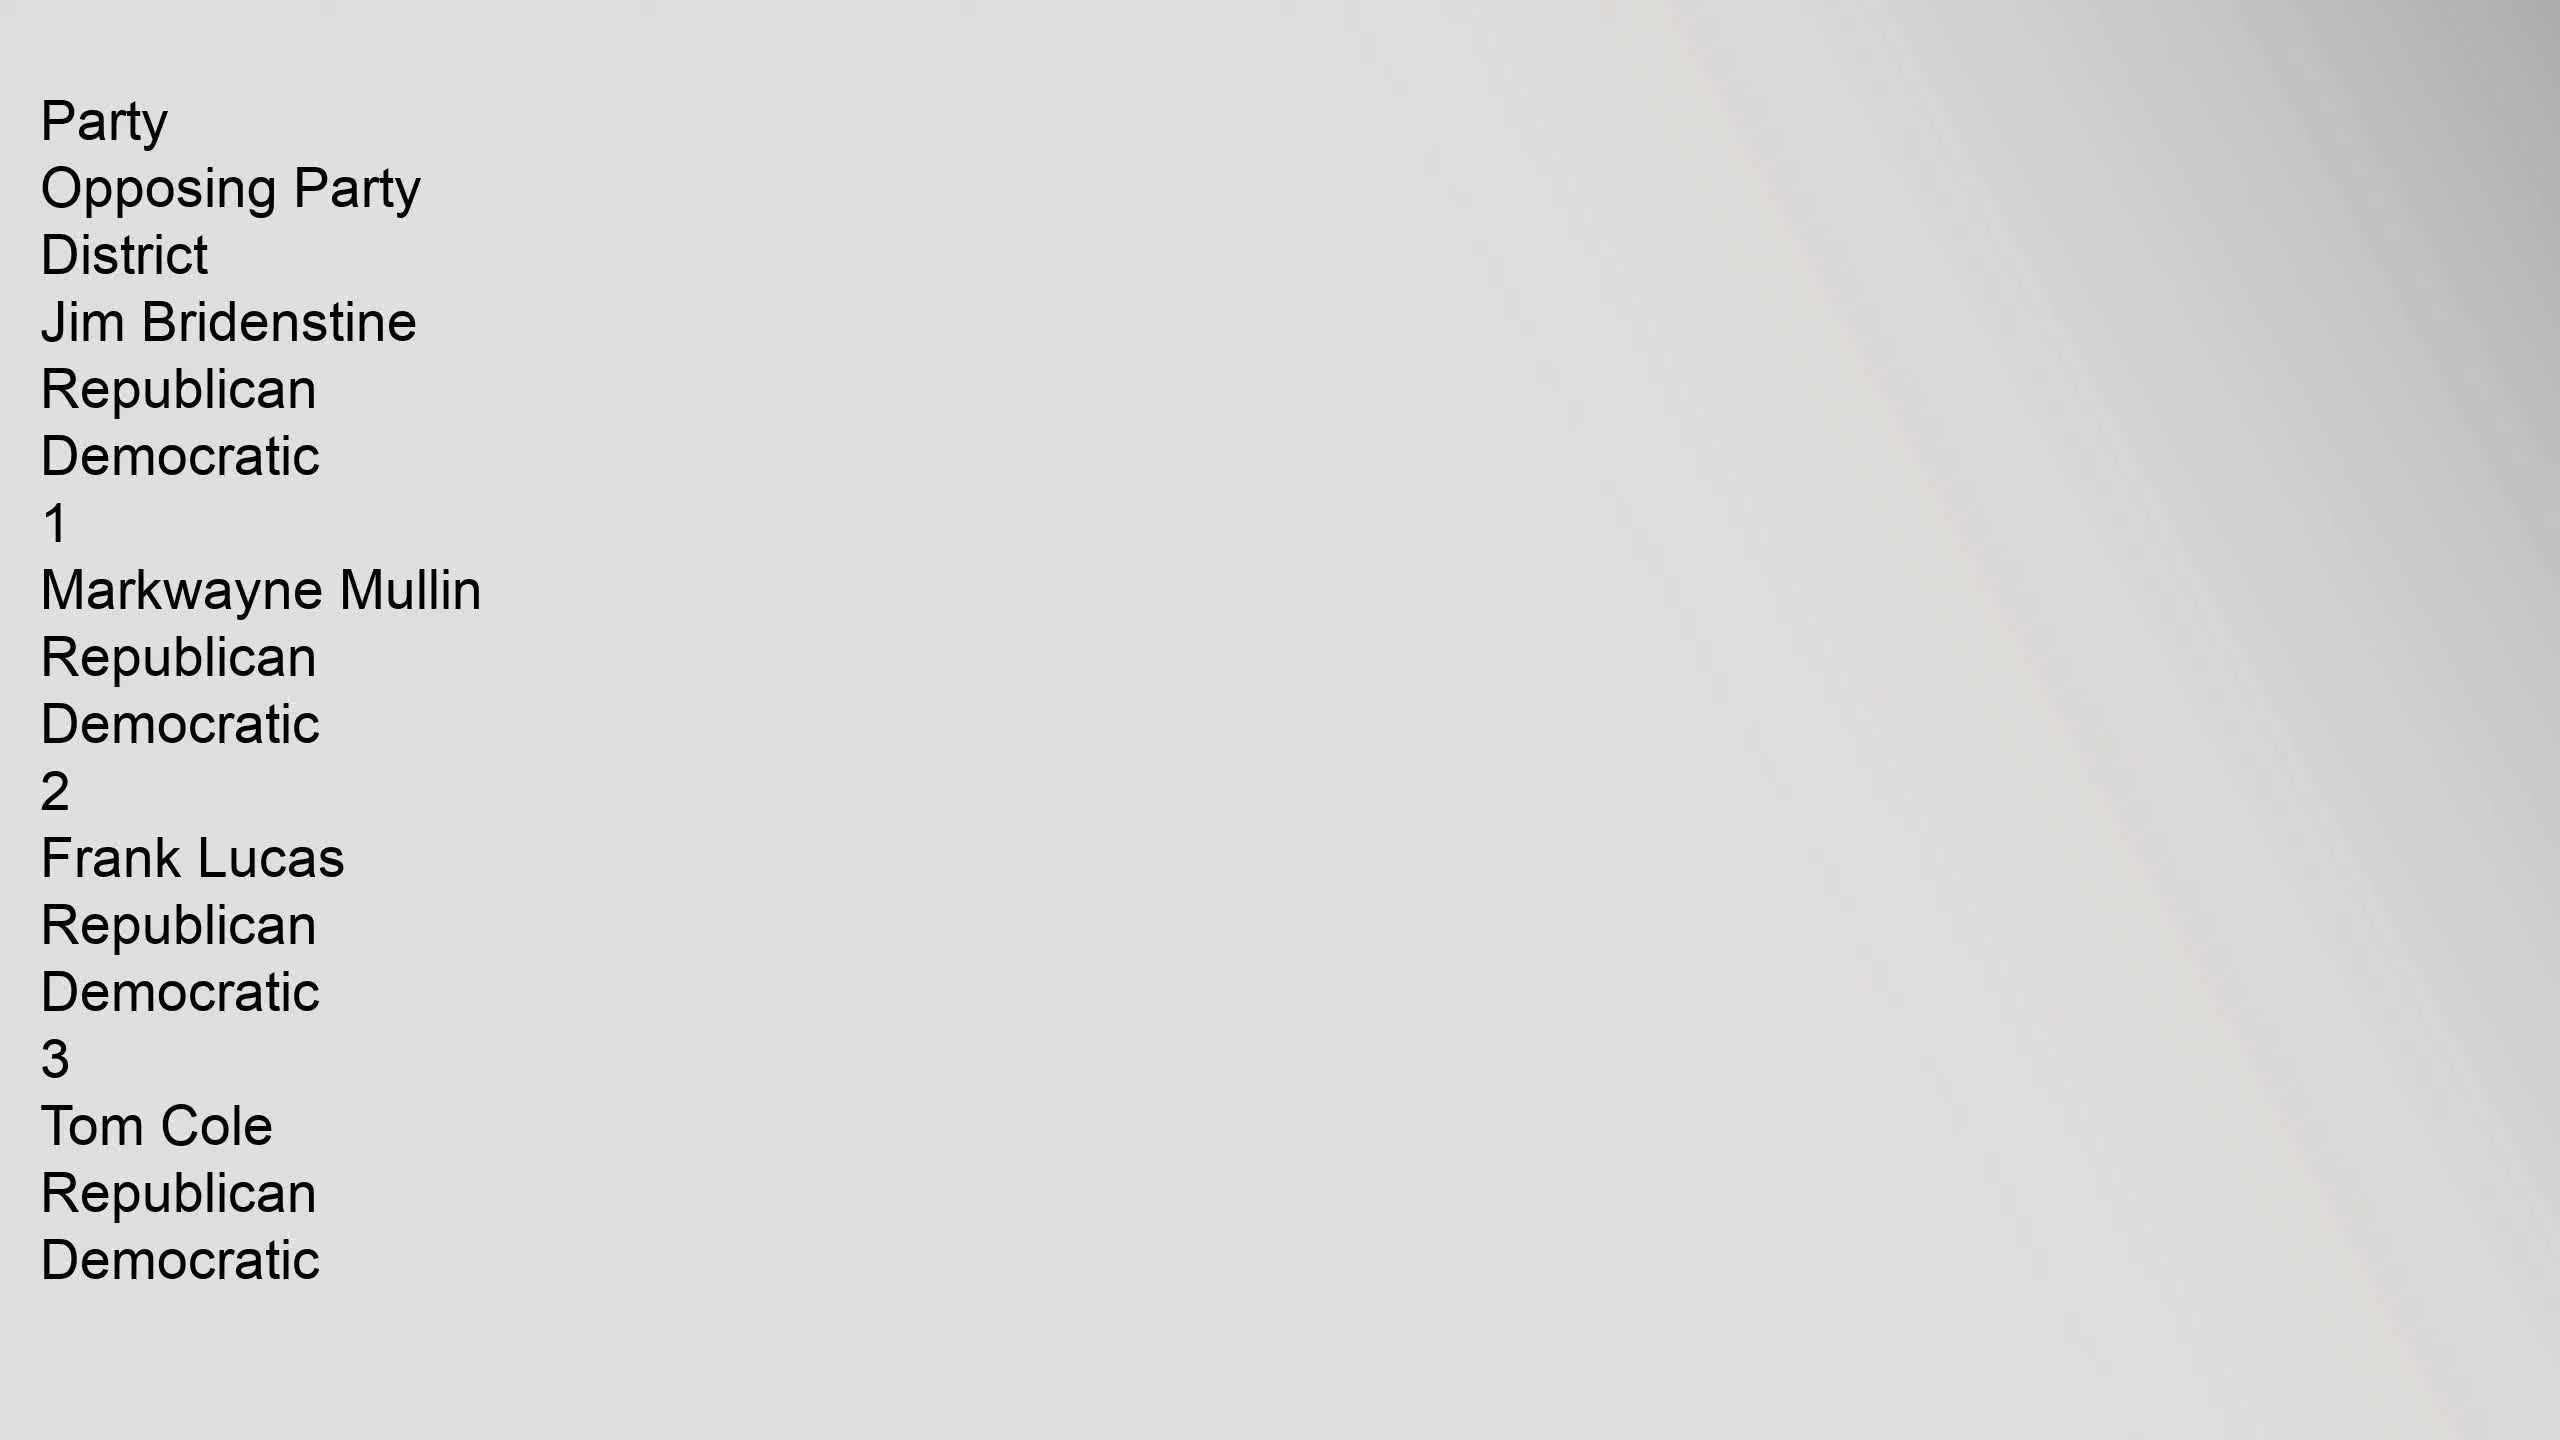 Party
Opposing Party
District
Jim Bridenstine
Republican
Democratic
1
Markwayne Mullin
Republican
Democratic
2
Frank Lucas
Republican
Democratic
3
Tom Cole
Republican
Democratic